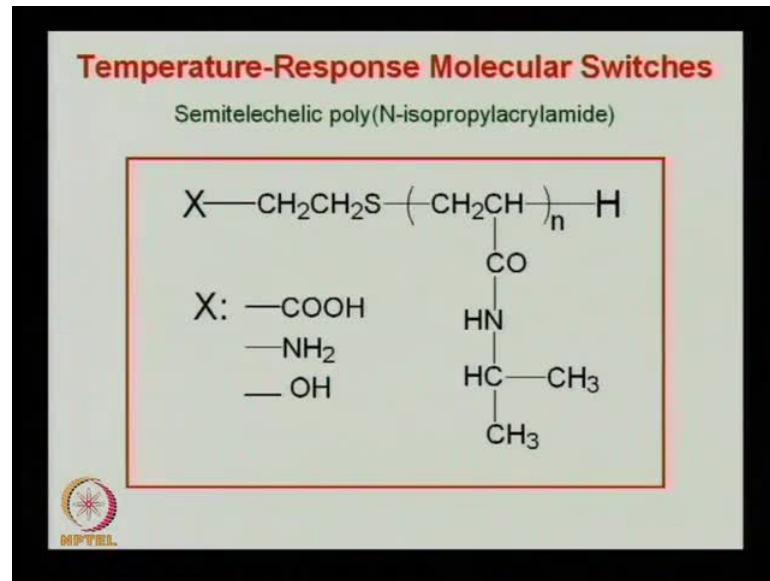 Temperature-Response Molecular Switches
Semitelechelic poly(N-isopropylacrylamide)
X—CH₂CH₂S—(—CH₂CH—)ₙ—H
CO
X: —COOH
HN
—NH₂
HC—CH₃
— OH
CH₃
NPTEL